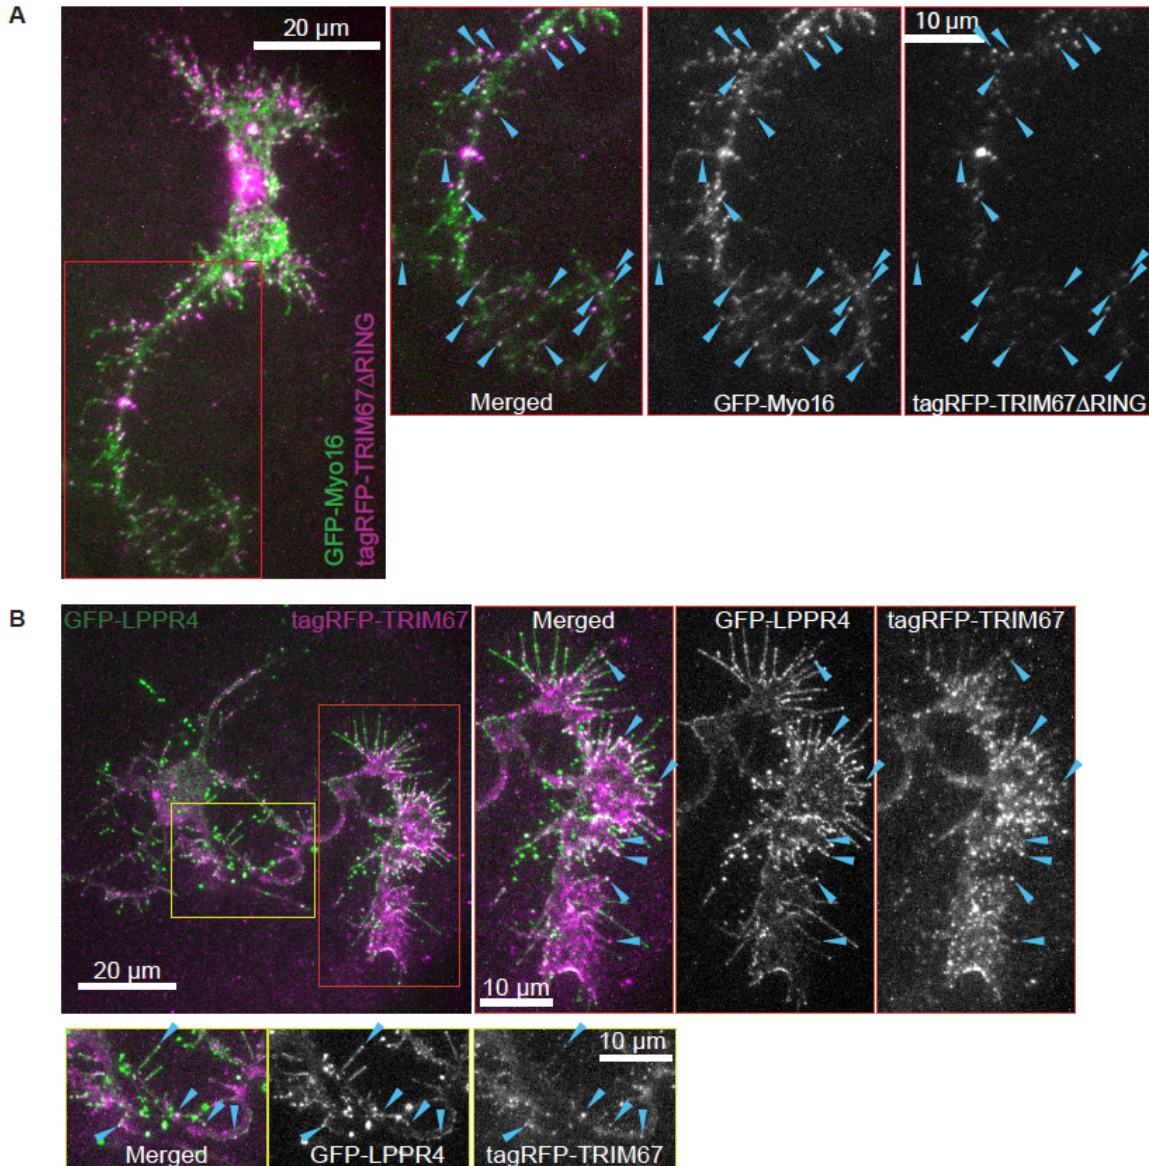 A
20 µm
GFP-Myo16
tagRFP-TRIM67ΔRING
Merged
GFP-Myo16
10 µm
tagRFP-TRIM67ΔRING
B
GFP-LPPR4
tagRFP-TRIM67
20 µm
Merged
10 µm
GFP-LPPR4
tagRFP-TRIM67
Merged
GFP-LPPR4
10 µm
tagRFP-TRIM67